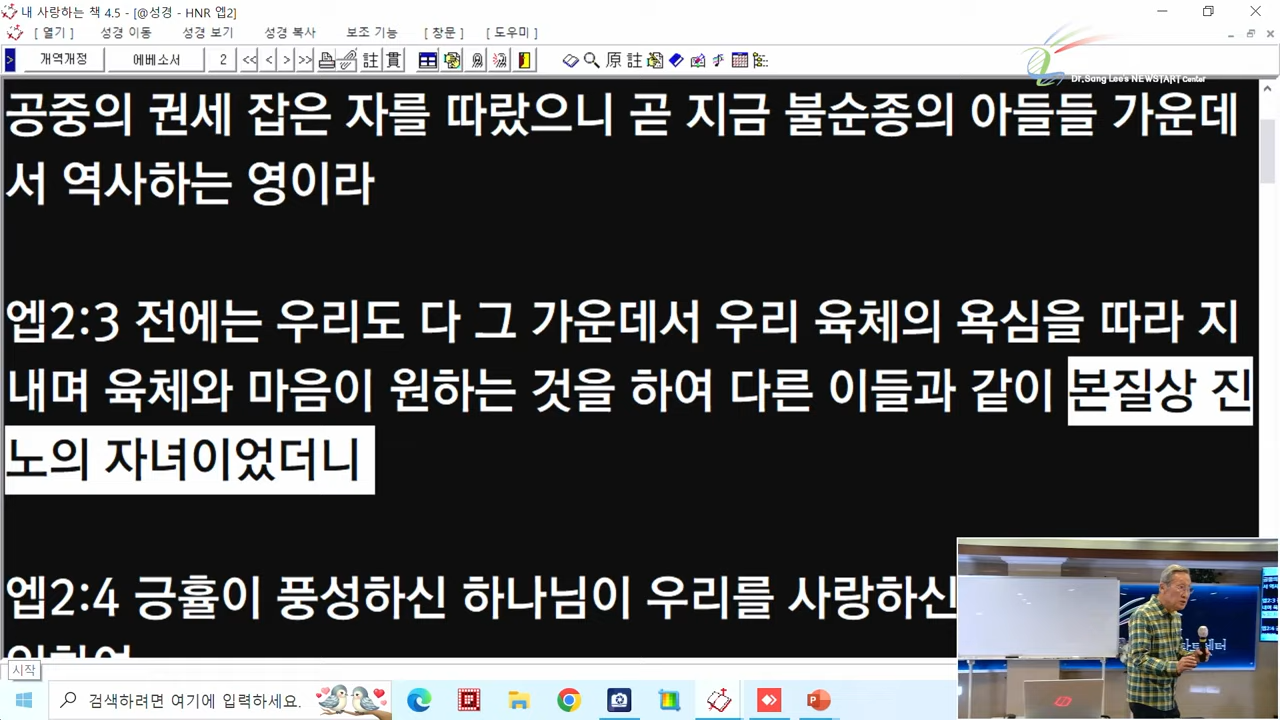 내 사랑하는 책 4.5 - [@성경 - HNR 엡2]
[ 열기 ] 성경 이동 성경 보기 성경 복사 보조 기능 [ 창문 ] [ 도우미 ]
> 개역개정 에베소서 2 << < > >> 註 貫 原 註
Dr.Sang Lee's NEWSTART Center
공중의 권세 잡은 자를 따랐으니 곧 지금 불순종의 아들들 가운데
서 역사하는 영이라
엡2:3 전에는 우리도 다 그 가운데서 우리 육체의 욕심을 따라 지
내며 육체와 마음이 원하는 것을 하여 다른 이들과 같이 본질상 진
노의 자녀이었더니
엡2:4 긍휼이 풍성하신 하나님이 우리를 사랑하신
시작
검색하려면 여기에 입력하세요.